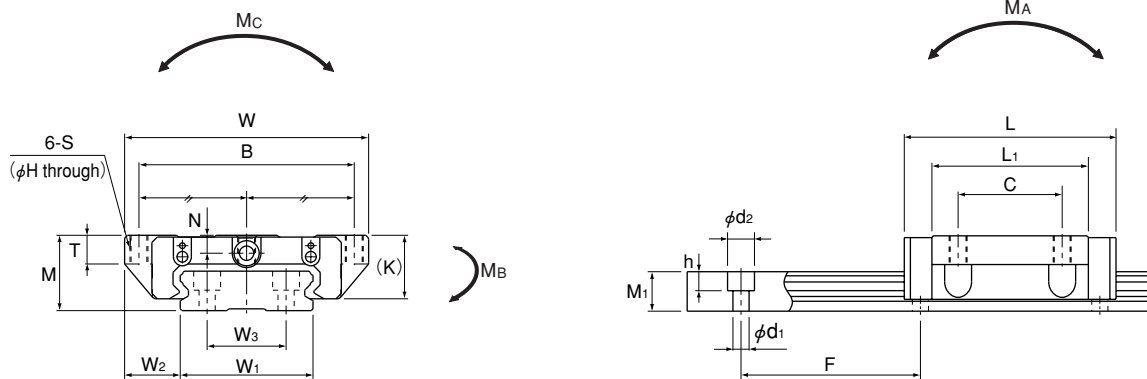 MC
MA
W
L
6-S
B
L1
(φH through)
C
N
φd2
T
M
(K)
MB
h
M1
W3
φd1
W2
W1
F